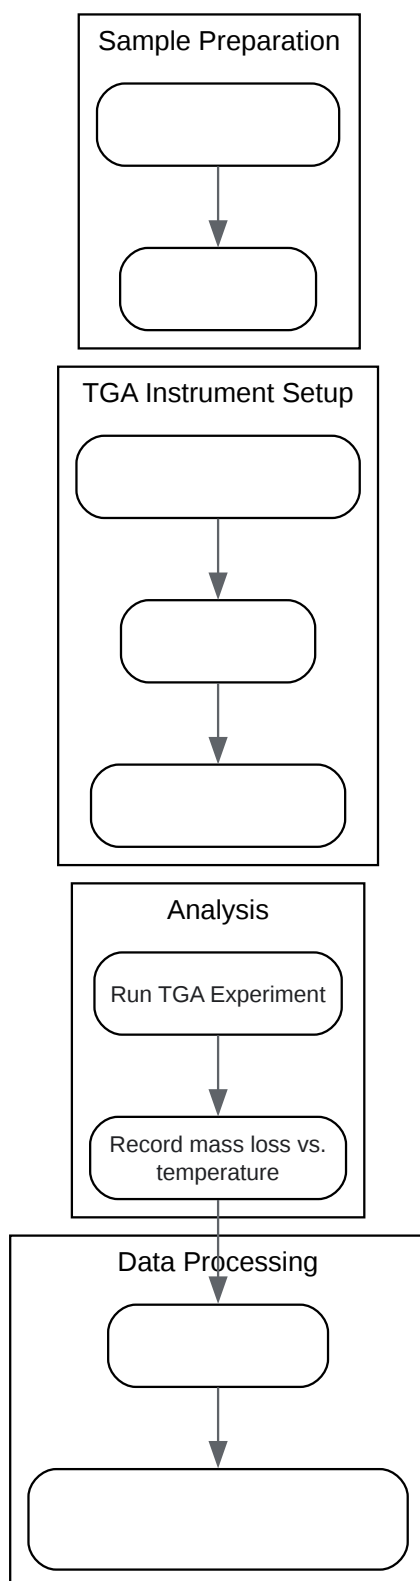 Sample Preparation
TGA Instrument Setup
Analysis
Run TGA Experiment
Record mass loss vs.
temperature
Data Processing